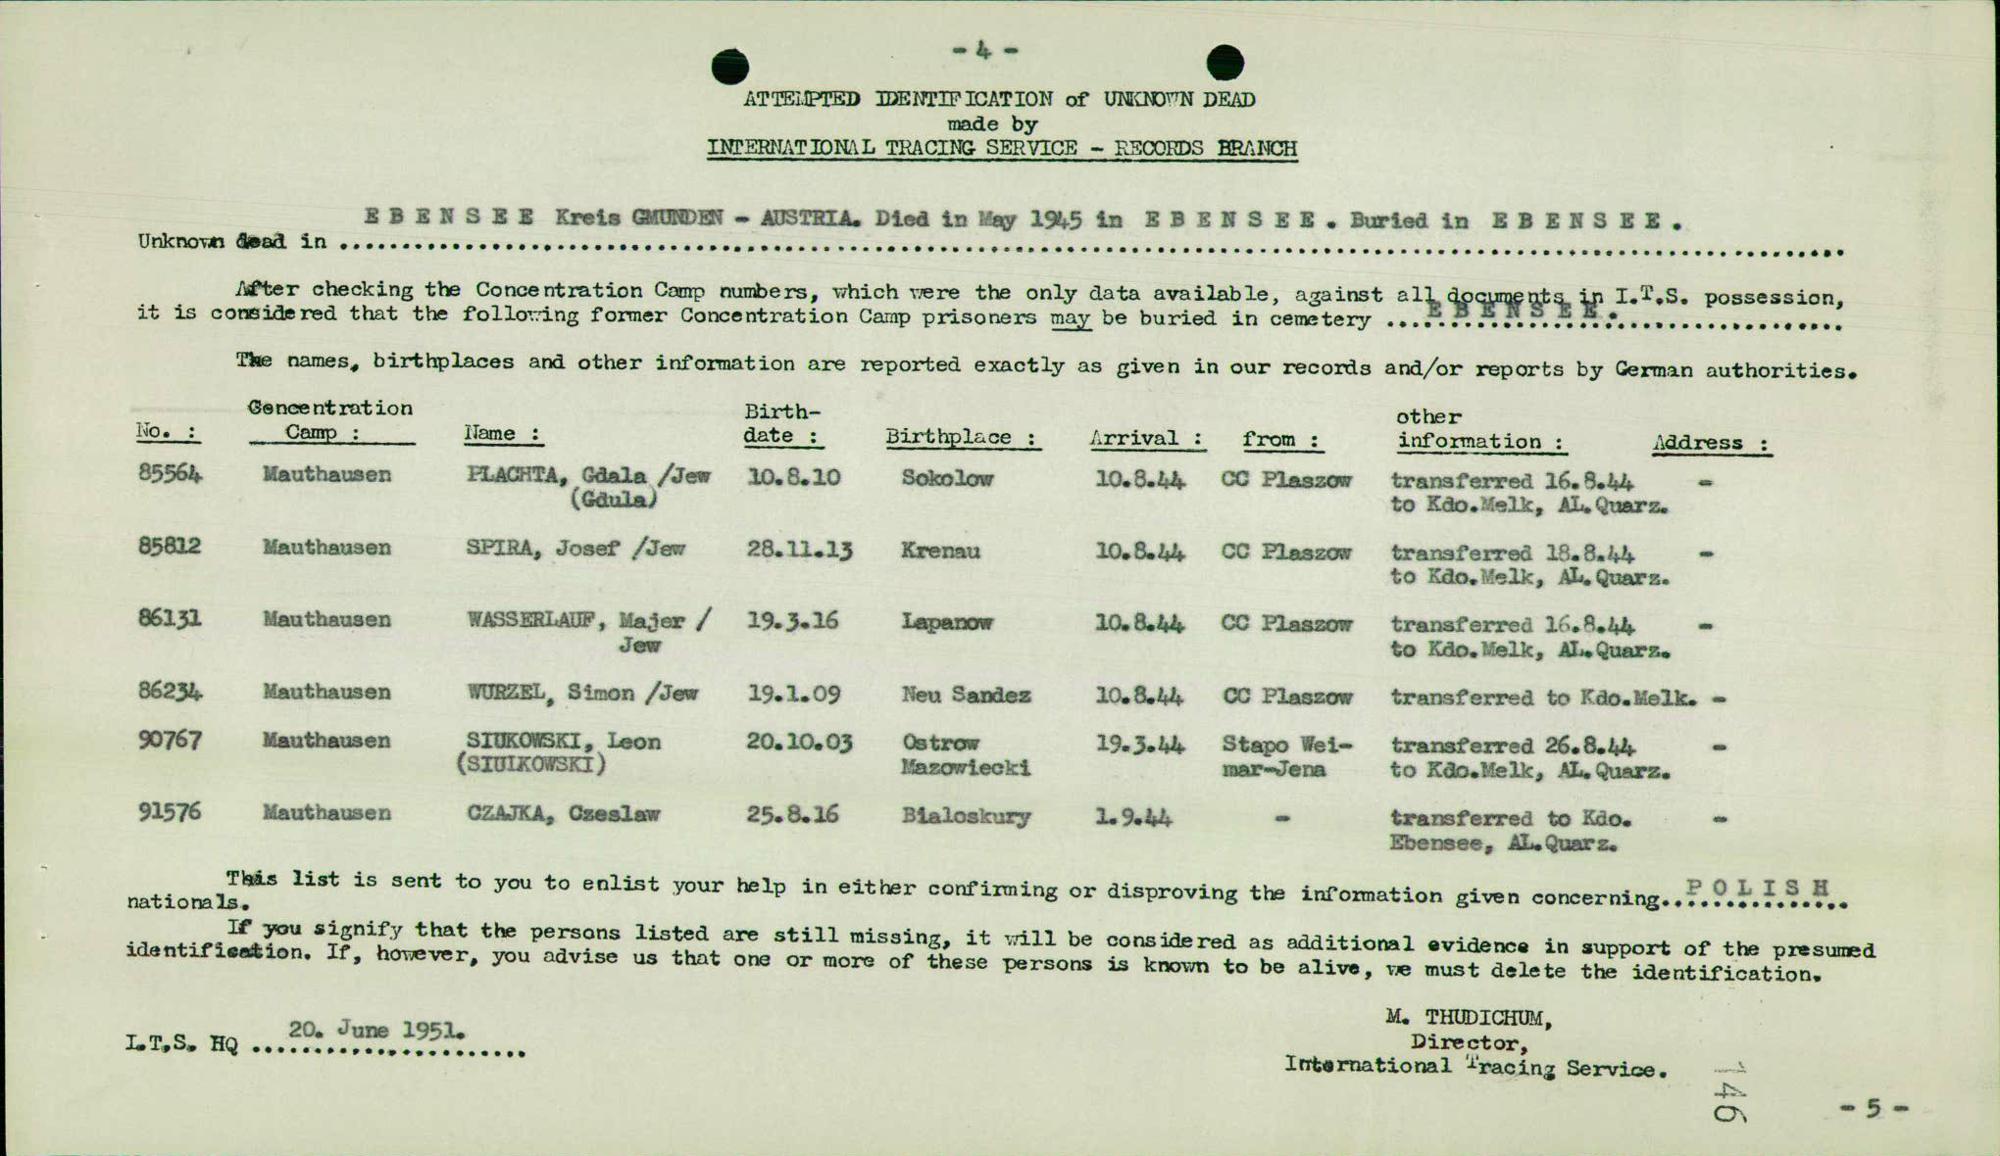 - 4 -
ATTEMPTED IDENTIFICATION of UNKNOWN DEAD
made by
INTERNATIONAL TRACING SERVICE - RECORDS BRANCH
E B E N S E E Kreis GMUNDEN - AUSTRIA. Died in May 1945 in E B E N S E E . Buried in E B E N S E E .
Unknown dead in ........................................
After checking the Concentration Camp numbers, which were the only data available, against all documents in I.T.S. possession,
it is considered that the following former Concentration Camp prisoners may be buried in cemetery .... E B E N S E E. ....................
The names, birthplaces and other information are reported exactly as given in our records and/or reports by German authorities.
No. : Concentration Camp : Name : Birth-date : Birthplace : Arrival : from : other information : Address :
85564 Mauthausen PLACHTA, Gdala /Jew 10.8.10 Sokolow 10.8.44 CC Plaszow transferred 16.8.44 -
(Gdula) to Kdo.Melk, AL.Quarz.
85812 Mauthausen SPIRA, Josef /Jew 28.11.13 Krenau 10.8.44 CC Plaszow transferred 18.8.44 -
to Kdo.Melk, AL.Quarz.
86131 Mauthausen WASSERLAUF, Majer / 19.3.16 Lapanow 10.8.44 CC Plaszow transferred 16.8.44 -
Jew to Kdo.Melk, AL.Quarz.
86234 Mauthausen WURZEL, Simon /Jew 19.1.09 Neu Sandez 10.8.44 CC Plaszow transferred to Kdo.Melk. -
90767 Mauthausen SIUKOWSKI, Leon 20.10.03 Ostrow 19.3.44 Stapo Wei- transferred 26.8.44 -
(SIULKOWSKI) Mazowiecki mar-Jena to Kdo.Melk, AL.Quarz.
91576 Mauthausen CZAJKA, Czeslaw 25.8.16 Bialoskury 1.9.44 - transferred to Kdo. -
Ebensee, AL.Quarz.
This list is sent to you to enlist your help in either confirming or disproving the information given concerning.. P O L I S H
nationals.
If you signify that the persons listed are still missing, it will be considered as additional evidence in support of the presumed
identification. If, however, you advise us that one or more of these persons is known to be alive, we must delete the identification.
M. THUDICHUM,
Director,
International Tracing Service.
I.T.S. HQ 20. June 1951.
146
- 5 -